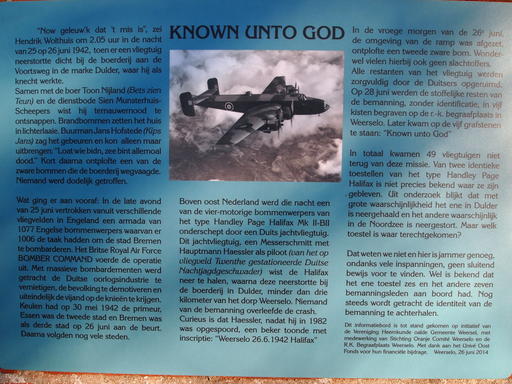 KNOWN UNTO GOD
"Now geleuw'k dat 't mis is", zei
Hendrik Wolthuis om 2.05 uur in de nacht
van 25 op 26 juni 1942, toen er een vliegtuig
neerstortte dicht bij de boerderij aan de
Voortsweg in de marke Dulder, waar hij als
knecht werkte.
Samen met de boer Toon Nijland (Bets zien
Teun) en de dienstbode Sien Munsterhuis-
Scheepers wist hij ternauwernood te
ontsnappen. Brandbommen zetten het huis
in lichterlaaie. Buurman Jans Hofstede (Kips
Jans) zag het gebeuren en kon alleen maar
uitbrengen: "Loat wie bidn, zee bint allemoal
dood." Kort daarna ontplofte een van de
zware bommen die de boerderij wegvaagde.
Niemand werd dodelijk getroffen.
Wat ging er aan vooraf: In de late avond
van 25 juni vertrokken vanuit verschillende
vliegvelden in Engeland een armada van
1077 Engelse bommenwerpers waarvan er
1006 de taak hadden om de stad Bremen
te bombarderen. Het Britse Royal Air Force
BOMBER COMMAND voerde de operatie
uit. Met massieve bombardementen werd
getracht de Duitse oorlogsindustrie te
vernietigen, de bevolking te demotiveren en
uiteindelijk de vijand op de knieën te krijgen.
Keulen had op 30 mei 1942 de primeur,
Essen was de tweede stad en Bremen was
als derde stad op 26 juni aan de beurt.
Daarna volgden nog vele steden.
Boven oost Nederland werd die nacht een
van de vier-motorige bommenwerpers van
het type Handley Page Halifax Mk II-BII
onderschept door een Duits jachtvliegtuig.
Dit jachtvliegtuig, een Messerschmitt met
Hauptmann Haessler als piloot (van het op
vliegveld Twenthe gestationeerde Duitse
Nachtjagdgeschwader) wist de Halifax
neer te halen, waarna deze neerstortte bij
de boerderij in Dulder, minder dan drie
kilometer van het dorp Weerselo. Niemand
van de bemanning overleefde de crash.
Curieus is dat Haessler, nadat hij in 1982
was opgespoord, een beker toonde met
inscriptie: "Weerselo 26.6.1942 Halifax"
In de vroege morgen van de 26e juni,
de omgeving van de ramp was afgezet,
ontplofte een tweede zware bom. Wonder-
wel vielen hierbij ook geen slachtoffers.
Alle restanten van het vliegtuig werden
zorgvuldig door de Duitsers opgeruimd.
Op 28 juni werden de stoffelijke resten van
de bemanning, zonder identificatie, in vijf
kisten begraven op de r.-k. begraafplaats in
Weerselo. Later kwam op de vijf grafstenen
te staan: "Known unto God"
In totaal kwamen 49 vliegtuigen niet
terug van deze missie. Van twee identieke
toestellen van het type Handley Page
Halifax is niet precies bekend waar ze zijn
gebleven. Uit onderzoek blijkt dat met
grote waarschijnlijkheid het ene in Dulder
is neergehaald en het andere waarschijnlijk
in de Noordzee is neergestort. Maar welk
toestel is waar terechtgekomen?
Dat weten we niet en hier is jammer genoeg,
ondanks vele inspanningen, geen sluitend
bewijs voor te vinden. Wel is bekend dat
het ene toestel zes en het andere zeven
bemanningsleden aan boord had. Nog
steeds wordt getracht de identiteit van de
bemanning te achterhalen.
Dit informatiebord is tot stand gekomen op initiatief van
de Vereniging Heemkunde oalde Gemeente Weersel, met
medewerking van Stichting Oranje Comité Weerselo en de
R.K. Begraafplaats Weerselo. Met dank aan het Univé Oost
Fonds voor hun financiële bijdrage. Weerselo, 26 juni 2014